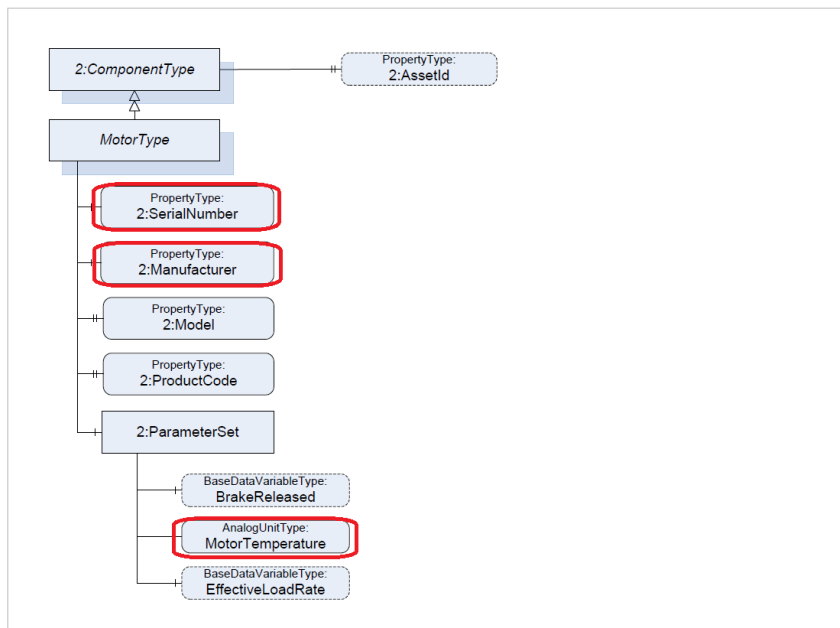 2:ComponentType
PropertyType:
2:AssetId
MotorType
PropertyType:
2:SerialNumber
PropertyType:
2:Manufacturer
PropertyType:
2:Model
PropertyType:
2:ProductCode
2:ParameterSet
BaseDataVariableType:
BrakeReleased
AnalogUnitType:
MotorTemperature
BaseDataVariableType:
EffectiveLoadRate